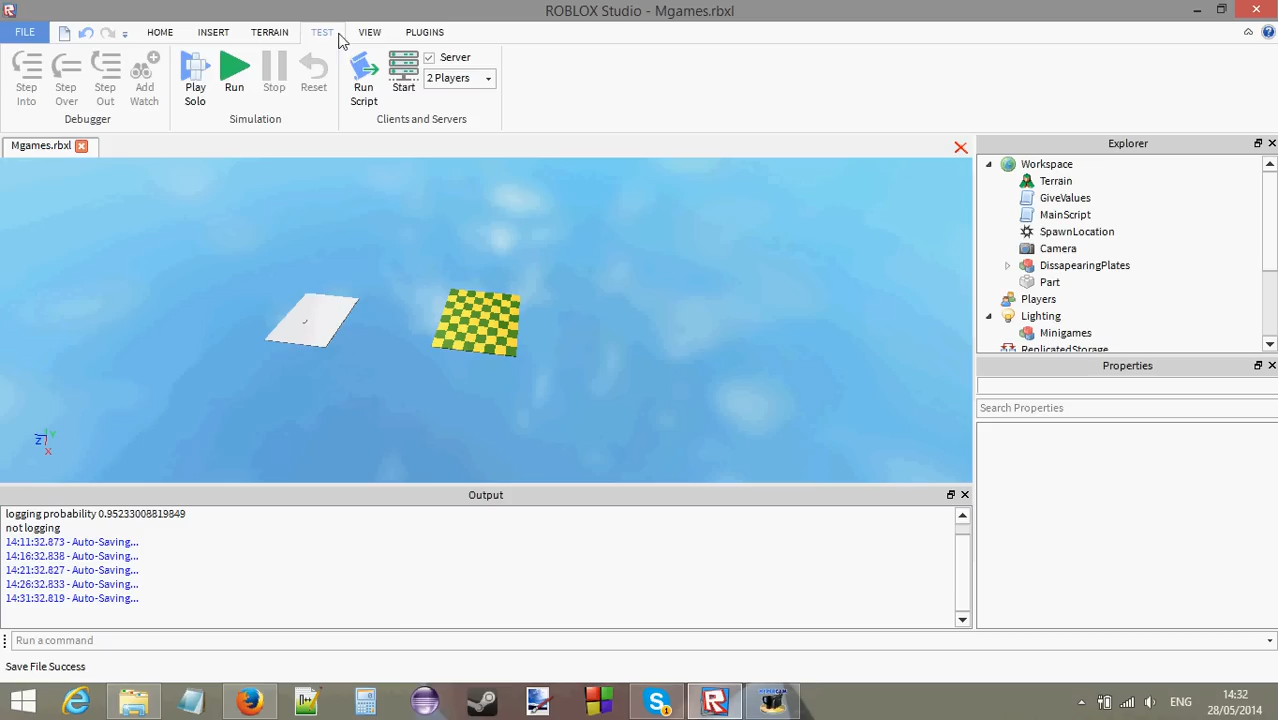 ROBLOX Studio - Mgames.rbxl
FILE
HOME
INSERT
TERRAIN
TEST
VIEW
PLUGINS
Server
2 Players
Step Into
Step Over
Step Out
Add Watch
Play Solo
Run
Stop
Reset
Run Script
Start
Debugger
Simulation
Clients and Servers
Mgames.rbxl
Explorer
Workspace
Terrain
GiveValues
MainScript
SpawnLocation
Camera
DissapearingPlates
Part
Players
Lighting
Minigames
ReplicatedStorage
Properties
Search Properties
Z
Y
X
Output
logging probability 0.95233008819849
not logging
14:11:32.873 - Auto-Saving...
14:16:32.838 - Auto-Saving...
14:21:32.827 - Auto-Saving...
14:26:32.833 - Auto-Saving...
14:31:32.819 - Auto-Saving...
Run a command
Save File Success
ENG
14:32
28/05/2014